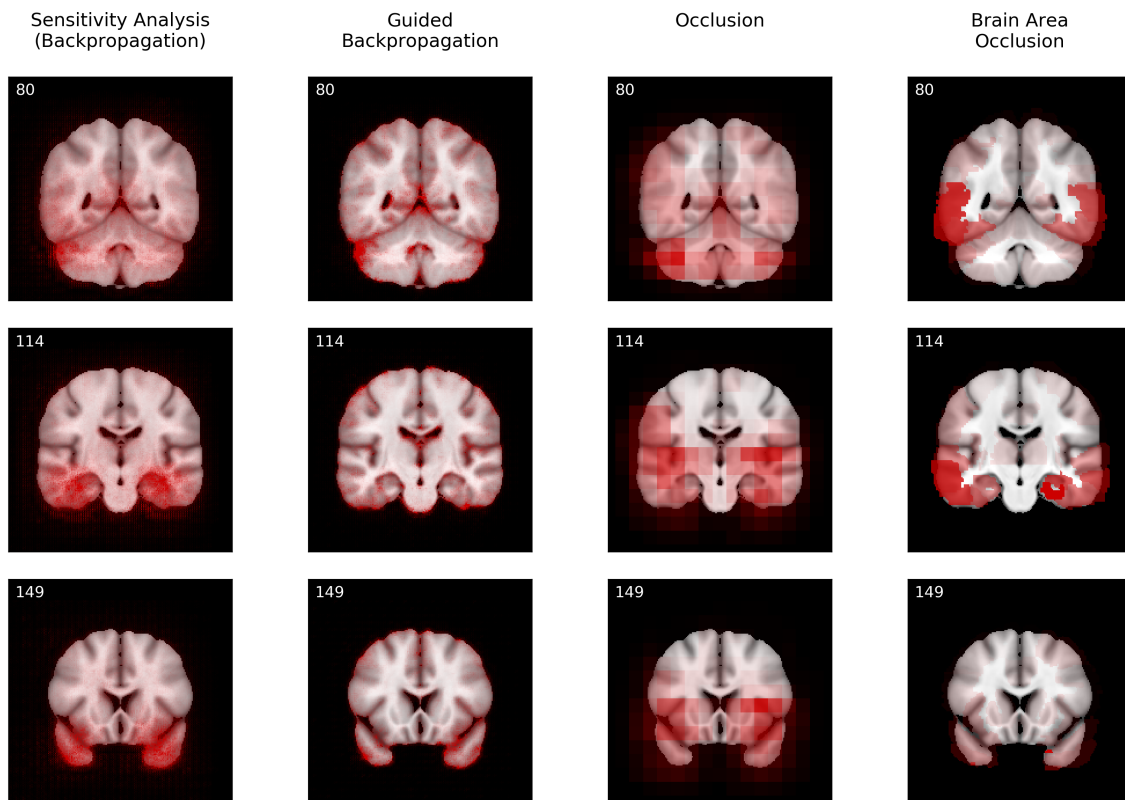 Sensitivity Analysis
(Backpropagation)
Guided
Backpropagation
Occlusion
Brain Area
Occlusion
80
80
80
80
114
114
114
114
149
149
149
149